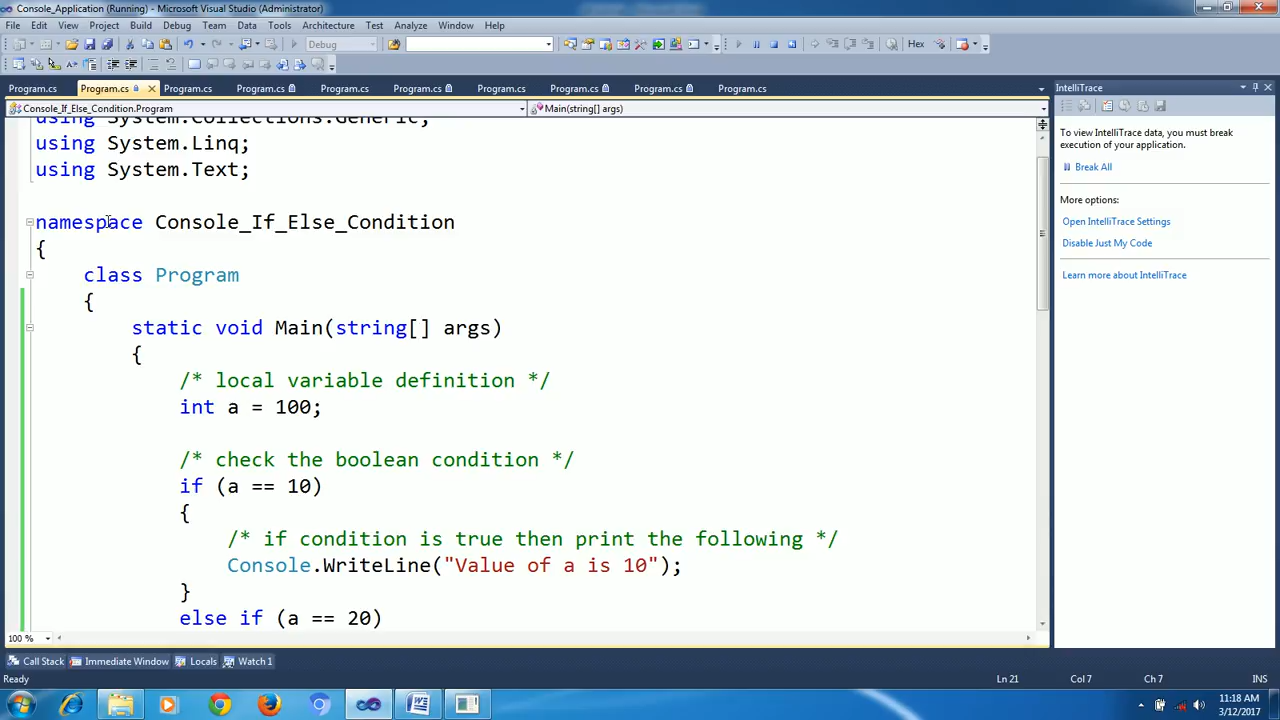 Console_Application (Running) - Microsoft Visual Studio (Administrator)
File Edit View Project Build Debug Team Data Tools Architecture Test Analyze Window Help
Debug Hex
Program.cs Program.cs Program.cs Program.cs Program.cs Program.cs Program.cs Program.cs Program.cs Program.cs
Console_If_Else_Condition.Program Main(string[] args)
using System.Collections.Generic;
using System.Linq;
using System.Text;
namespace Console_If_Else_Condition
{
class Program
{
static void Main(string[] args)
{
/* local variable definition */
int a = 100;
/* check the boolean condition */
if (a == 10)
{
/* if condition is true then print the following */
Console.WriteLine("Value of a is 10");
}
else if (a == 20)
100 %
IntelliTrace
To view IntelliTrace data, you must break
execution of your application.
Break All
More options:
Open IntelliTrace Settings
Disable Just My Code
Learn more about IntelliTrace
Call Stack Immediate Window Locals Watch 1
Ready Ln 21 Col 7 Ch 7 INS
11:18 AM
3/12/2017